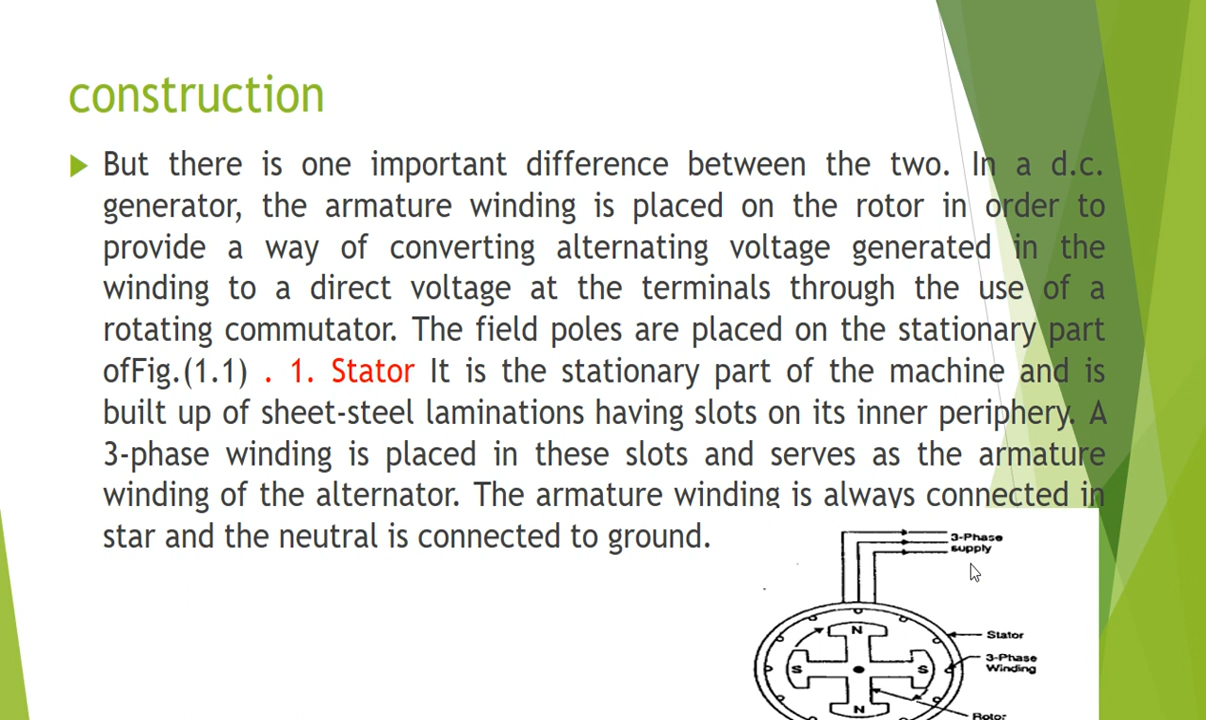 construction
But there is one important difference between the two. In a d.c.
generator, the armature winding is placed on the rotor in order to
provide a way of converting alternating voltage generated in the
winding to a direct voltage at the terminals through the use of a
rotating commutator. The field poles are placed on the stationary part
ofFig.(1.1) . 1. Stator It is the stationary part of the machine and is
built up of sheet-steel laminations having slots on its inner periphery. A
3-phase winding is placed in these slots and serves as the armature
winding of the alternator. The armature winding is always connected in
star and the neutral is connected to ground.
3-Phase
supply
N
Stator
S
S
3-Phase
Winding
N
Rotor